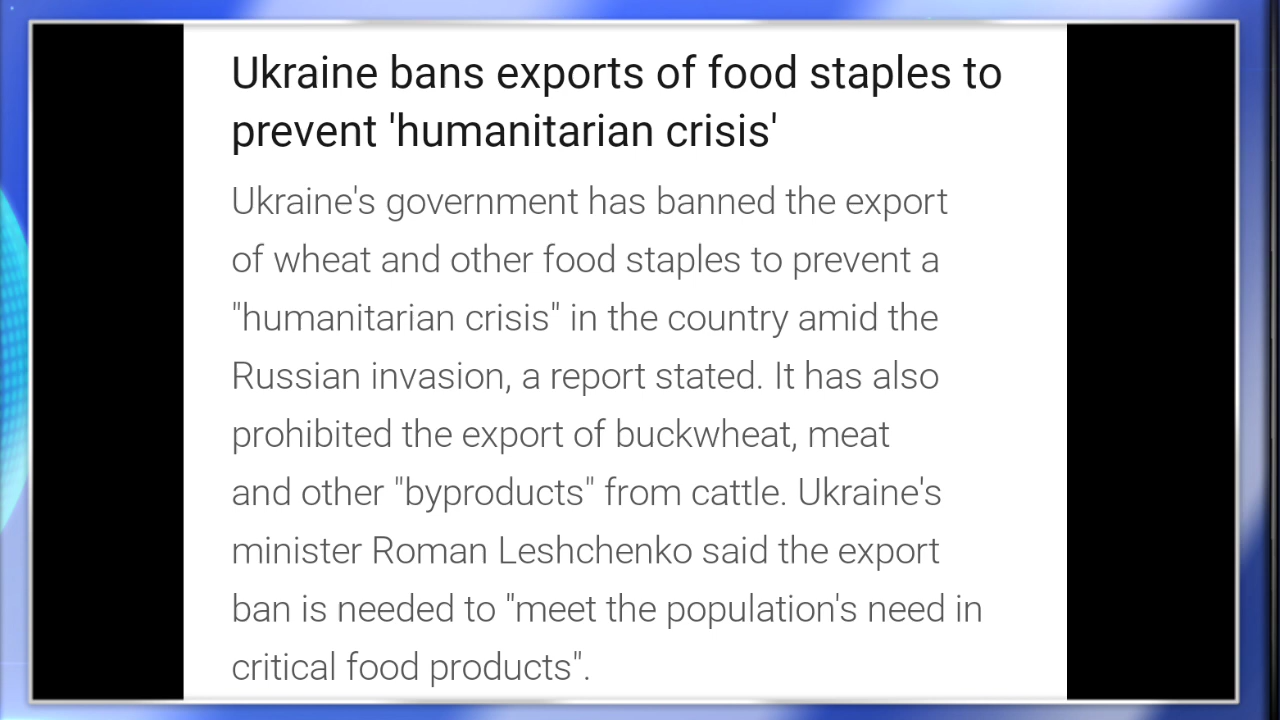 Ukraine bans exports of food staples to
prevent 'humanitarian crisis'
Ukraine's government has banned the export
of wheat and other food staples to prevent a
"humanitarian crisis" in the country amid the
Russian invasion, a report stated. It has also
prohibited the export of buckwheat, meat
and other "byproducts" from cattle. Ukraine's
minister Roman Leshchenko said the export
ban is needed to "meet the population's need in
critical food products".